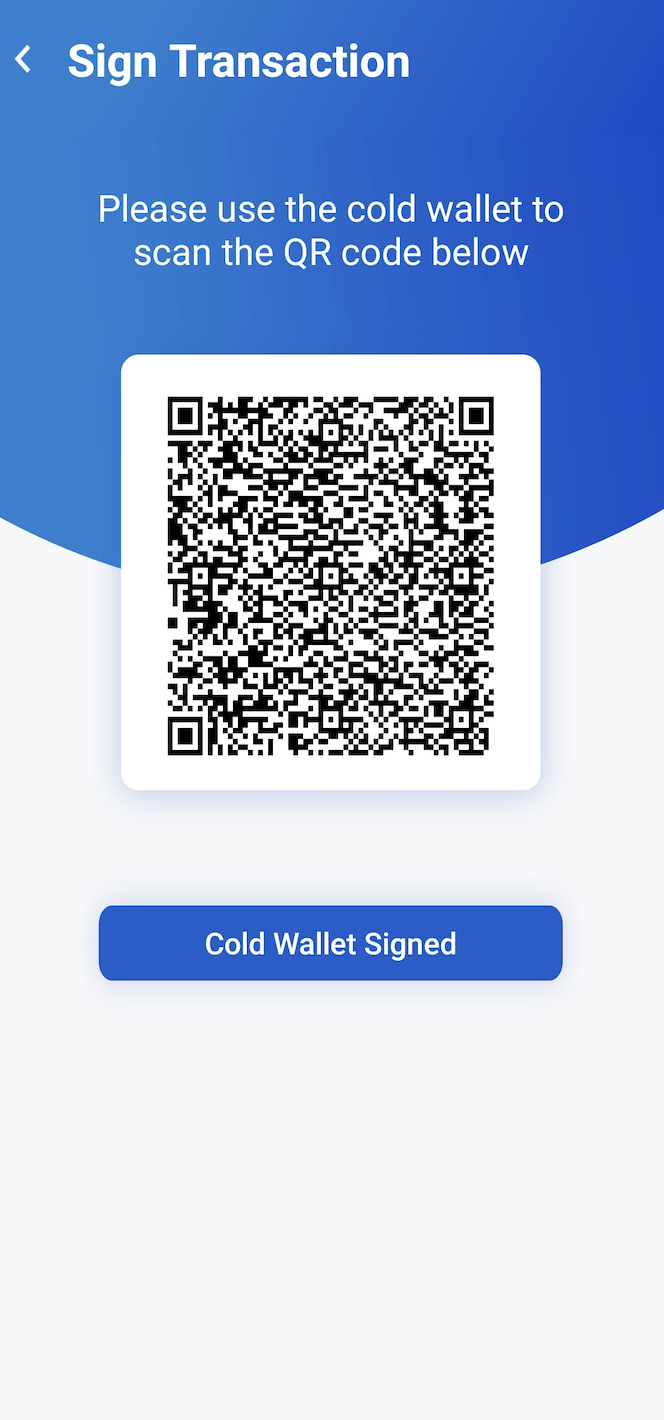 Sign Transaction
Please use the cold wallet to
scan the QR code below
Cold Wallet Signed